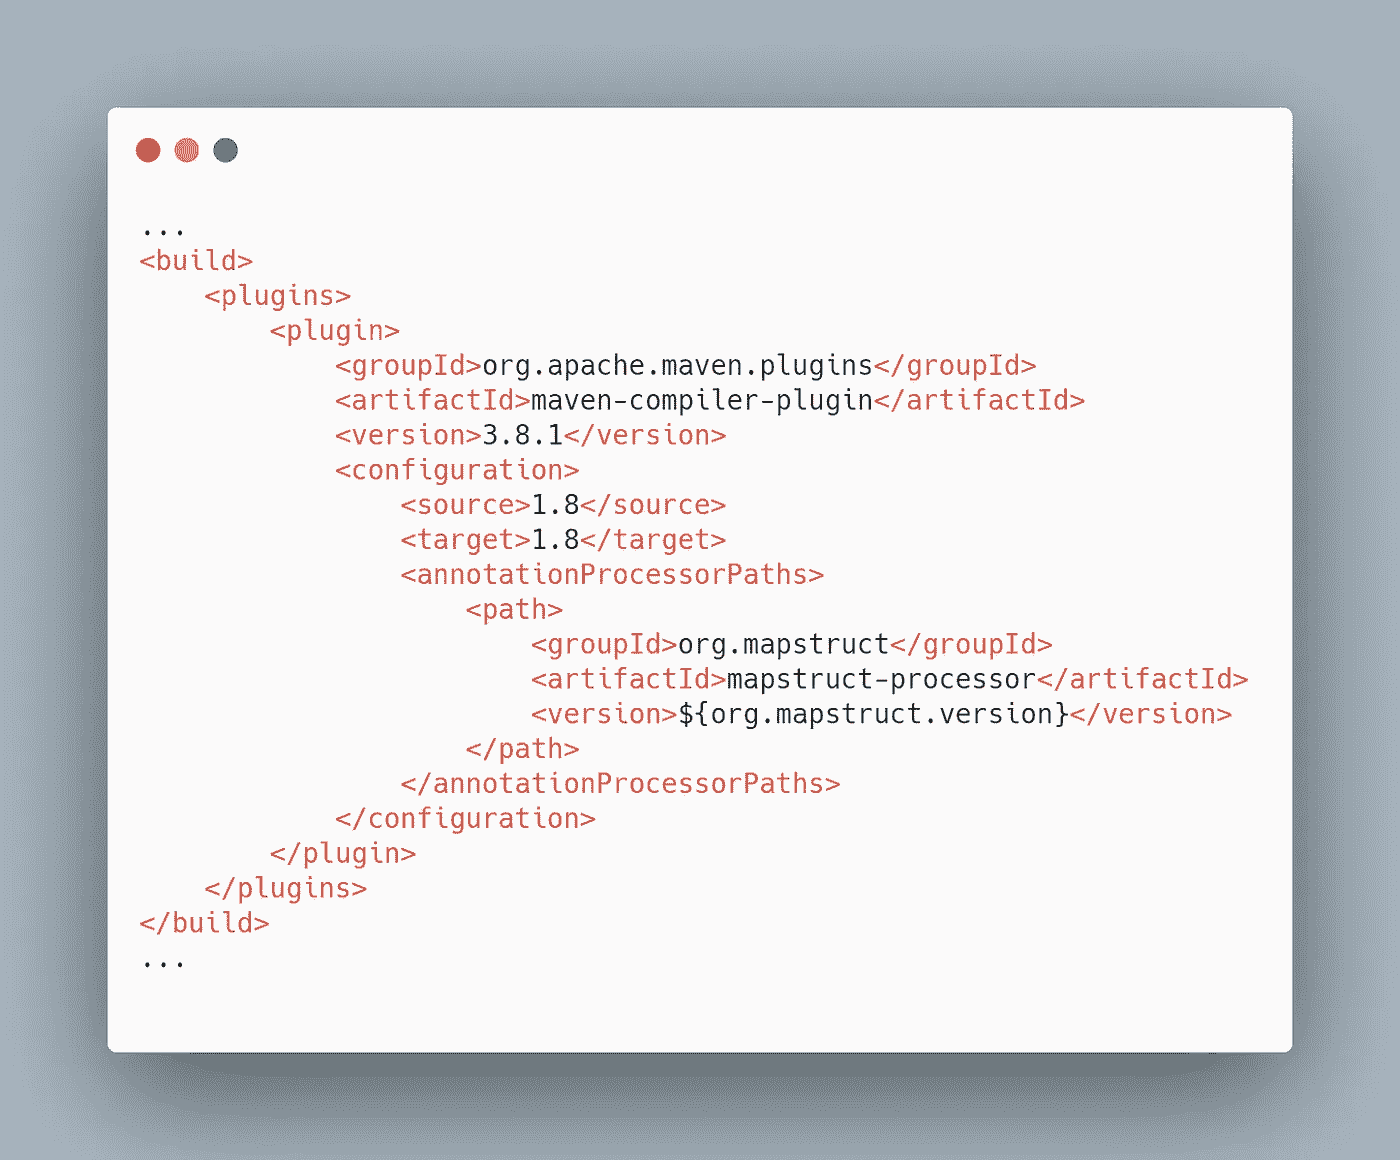 ...
<build>
    <plugins>
        <plugin>
            <groupId>org.apache.maven.plugins</groupId>
            <artifactId>maven-compiler-plugin</artifactId>
            <version>3.8.1</version>
            <configuration>
                <source>1.8</source>
                <target>1.8</target>
                <annotationProcessorPaths>
                    <path>
                        <groupId>org.mapstruct</groupId>
                        <artifactId>mapstruct-processor</artifactId>
                        <version>${org.mapstruct.version}</version>
                    </path>
                </annotationProcessorPaths>
            </configuration>
        </plugin>
    </plugins>
</build>
...